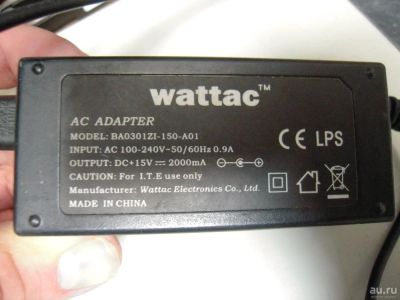 wattac™
AC ADAPTER
MODEL: BA0301ZI-150-A01
INPUT: AC 100-240V~50/60Hz 0.9A
OUTPUT: DC+15V⎓2000mA
CAUTION: For I.T.E use only
Manufacturer: Wattac Electronics Co., Ltd.
MADE IN CHINA
CE LPS
au.ru